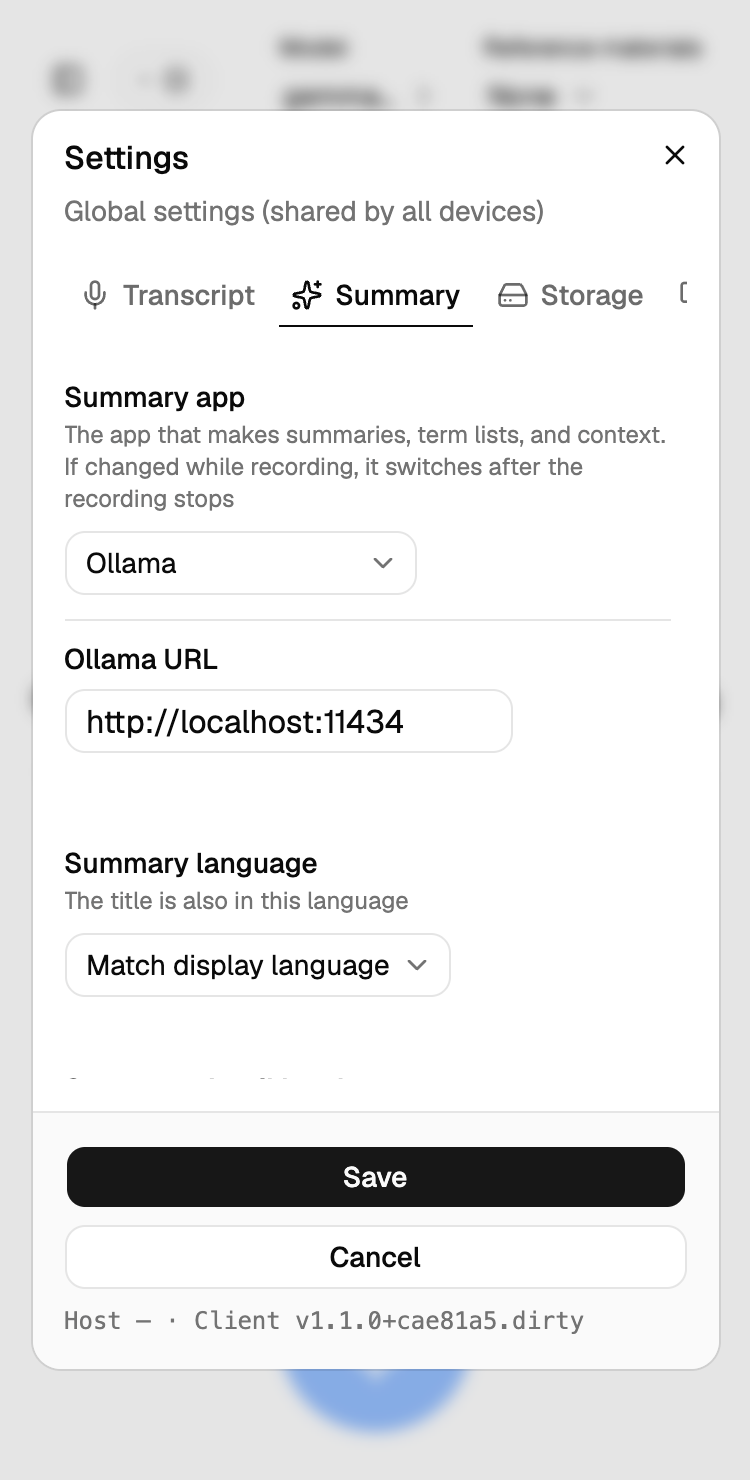 Settings
Global settings (shared by all devices)
Transcript
Summary
Storage
Summary app
The app that makes summaries, term lists, and context.
If changed while recording, it switches after the
recording stops
Ollama
Ollama URL
http://localhost:11434
Summary language
The title is also in this language
Match display language
Save
Cancel
Host — · Client v1.1.0+cae81a5.dirty